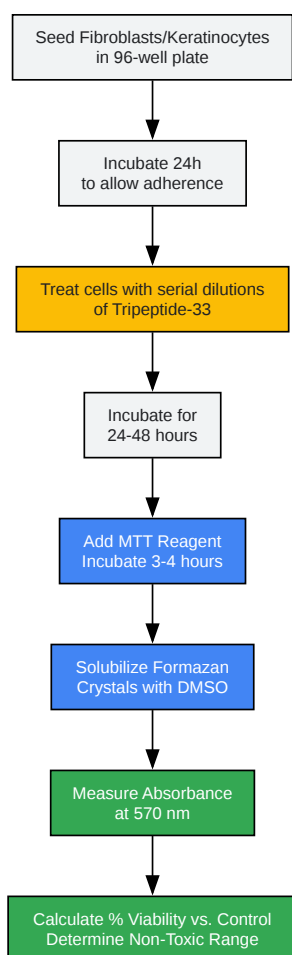 Seed Fibroblasts/Keratinocytes
in 96-well plate
Incubate 24h
to allow adherence
Treat cells with serial dilutions
of Tripeptide-33
Incubate for
24-48 hours
Add MTT Reagent
Incubate 3-4 hours
Solubilize Formazan
Crystals with DMSO
Measure Absorbance
at 570 nm
Calculate % Viability vs. Control
Determine Non-Toxic Range